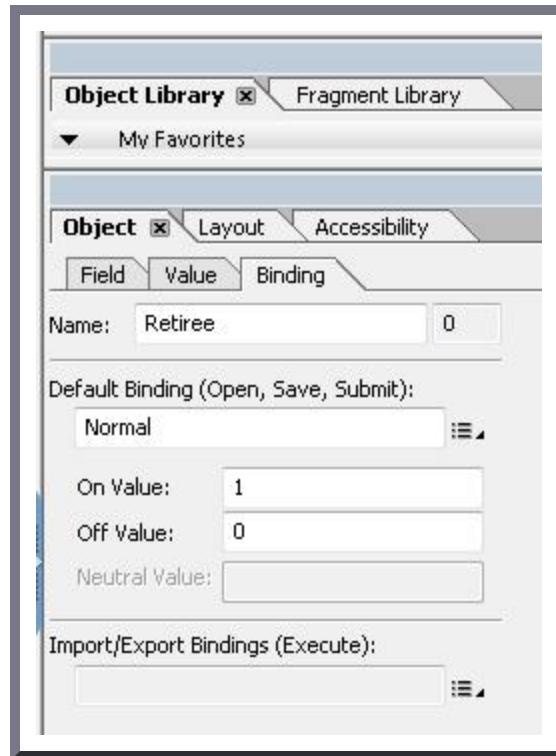 Object Library Fragment Library
My Favorites
Object Layout Accessibility
Field Value Binding
Name: Retiree 0
Default Binding (Open, Save, Submit):
Normal
On Value: 1
Off Value: 0
Neutral Value:
Import/Export Bindings (Execute):